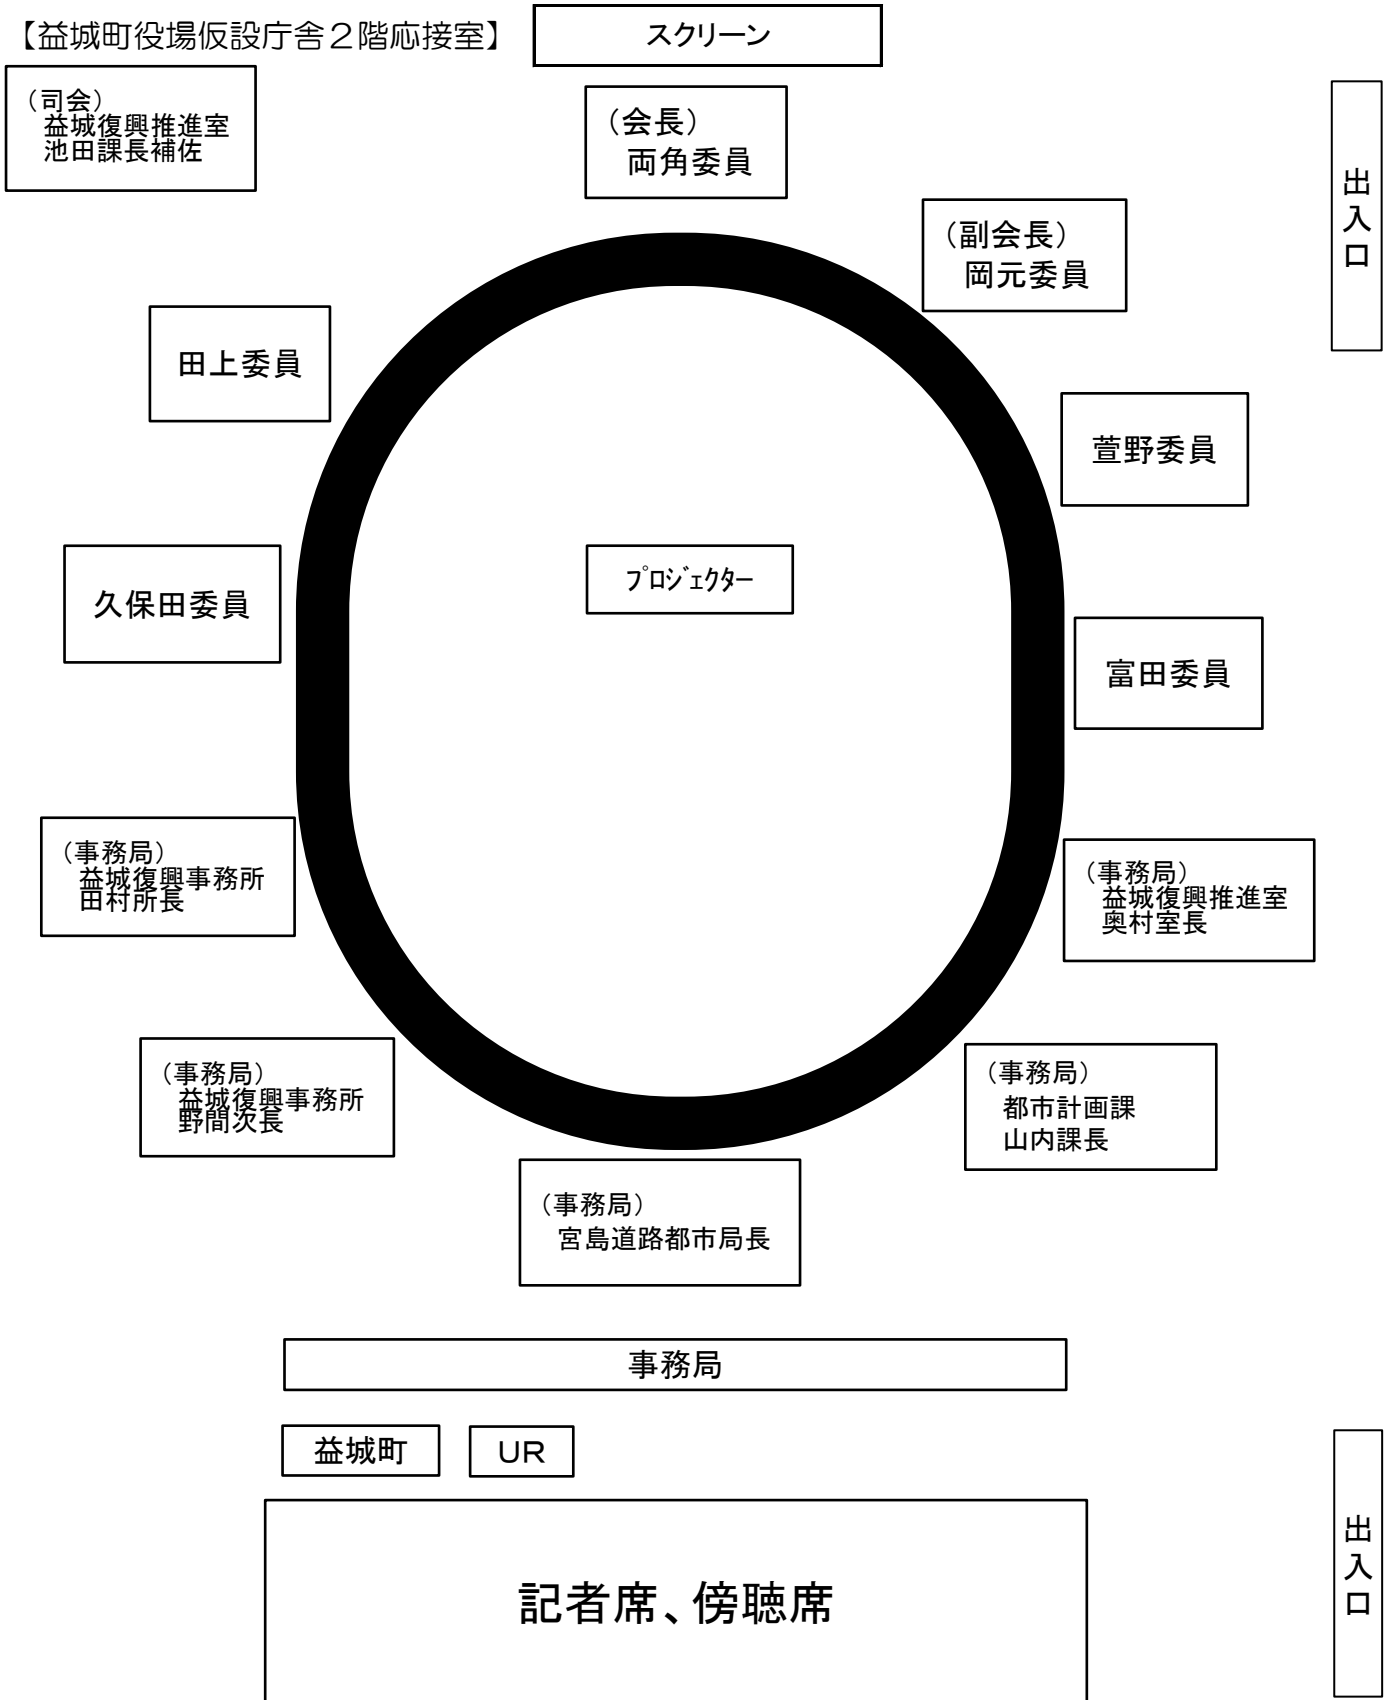 【益城町役場仮設庁舎２階応接室】
スクリーン
（司会）
益城復興推進室
池田課長補佐
（会長）
両角委員
出入口
（副会長）
岡元委員
田上委員
萱野委員
久保田委員
ﾌﾟﾛｼﾞｪｸﾀｰ
富田委員
（事務局）
益城復興事務所
田村所長
（事務局）
益城復興推進室
奥村室長
（事務局）
益城復興事務所
野間次長
（事務局）
都市計画課
山内課長
（事務局）
宮島道路都市局長
事務局
益城町
ＵＲ
出入口
記者席、傍聴席